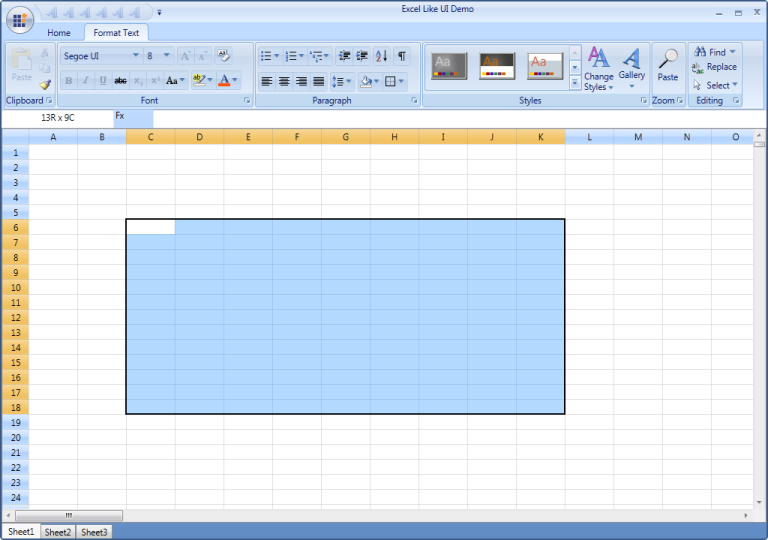 Excel Like UI Demo
Home Format Text
Paste
Segoe UI 8
B I U abc x² x₂ Aa ab A
Aa Aa Aa
A A
Change Styles Gallery
Paste
Find
Replace
Select
Clipboard Font Paragraph Styles Zoom Editing
13R x 9C Fx
A B C D E F G H I J K L M N O
1
2
3
4
5
6
7
8
9
10
11
12
13
14
15
16
17
18
19
20
21
22
23
24
Sheet1 Sheet2 Sheet3